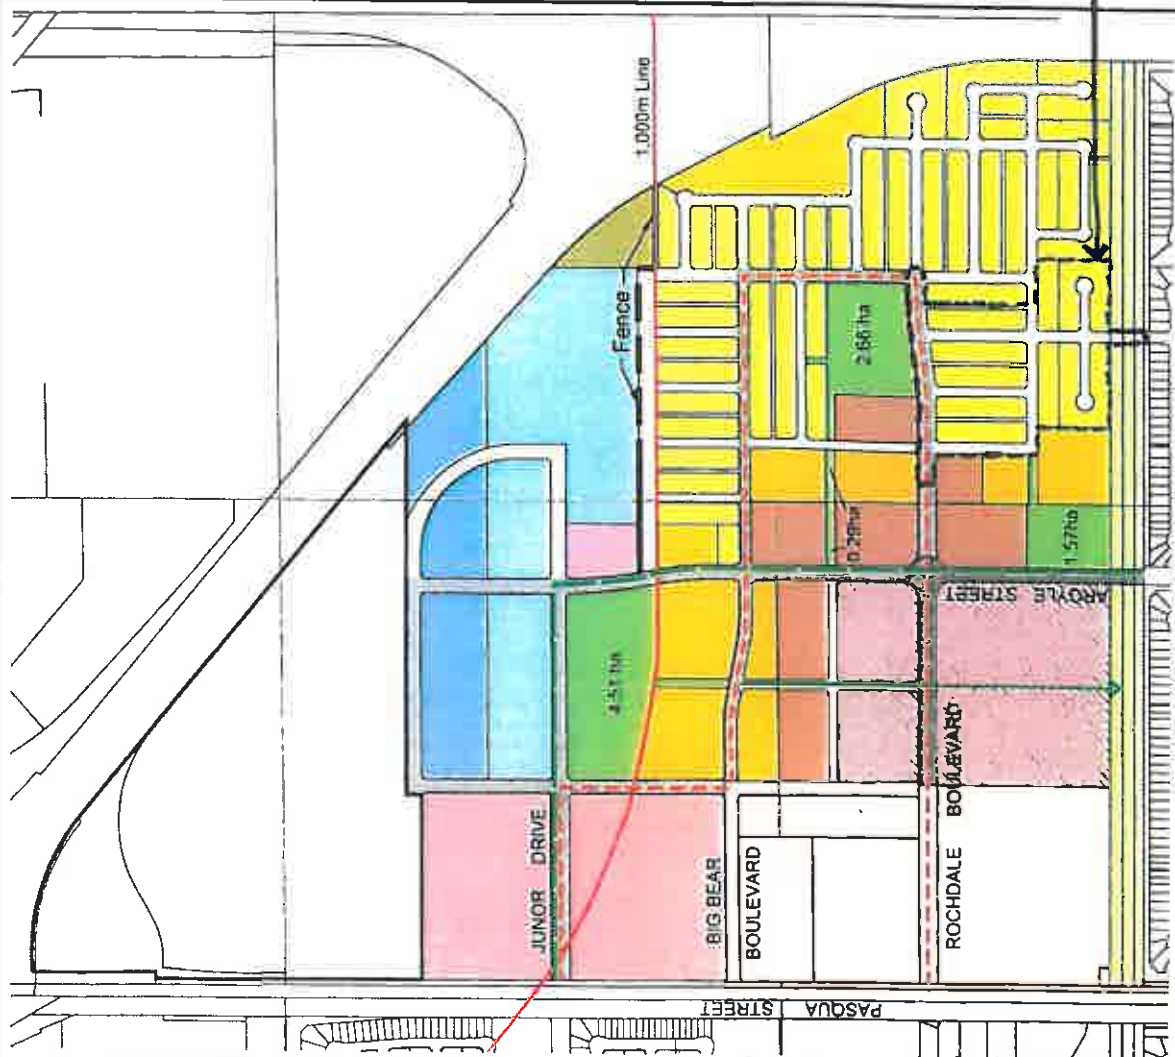 1,000m Line
Fence
2.66 ha
0.29ha
1.57ha
ARGYLE STREET
4.51 ha
JUNOR DRIVE
BIG BEAR
BOULEVARD
ROCHDALE BOULEVARD
PASQUA STREET